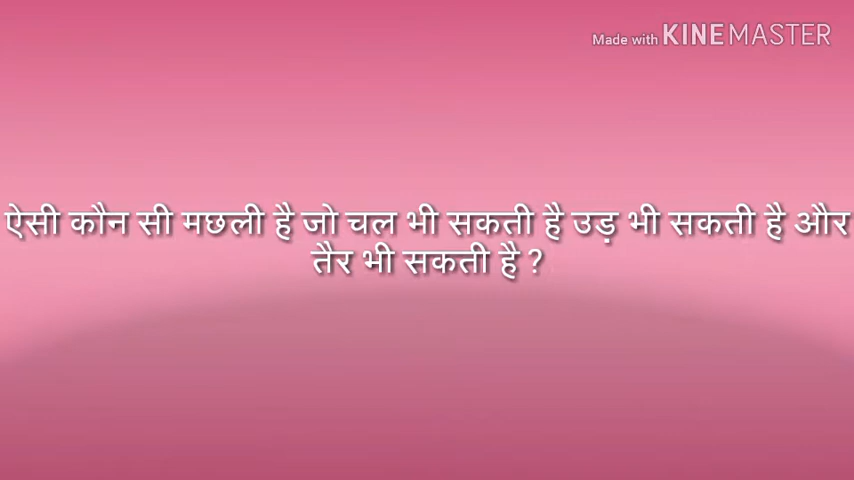 Made with KINEMASTER
ऐसी कौन सी मछली है जो चल भी सकती है उड़ भी सकती है और
तैर भी सकती है ?